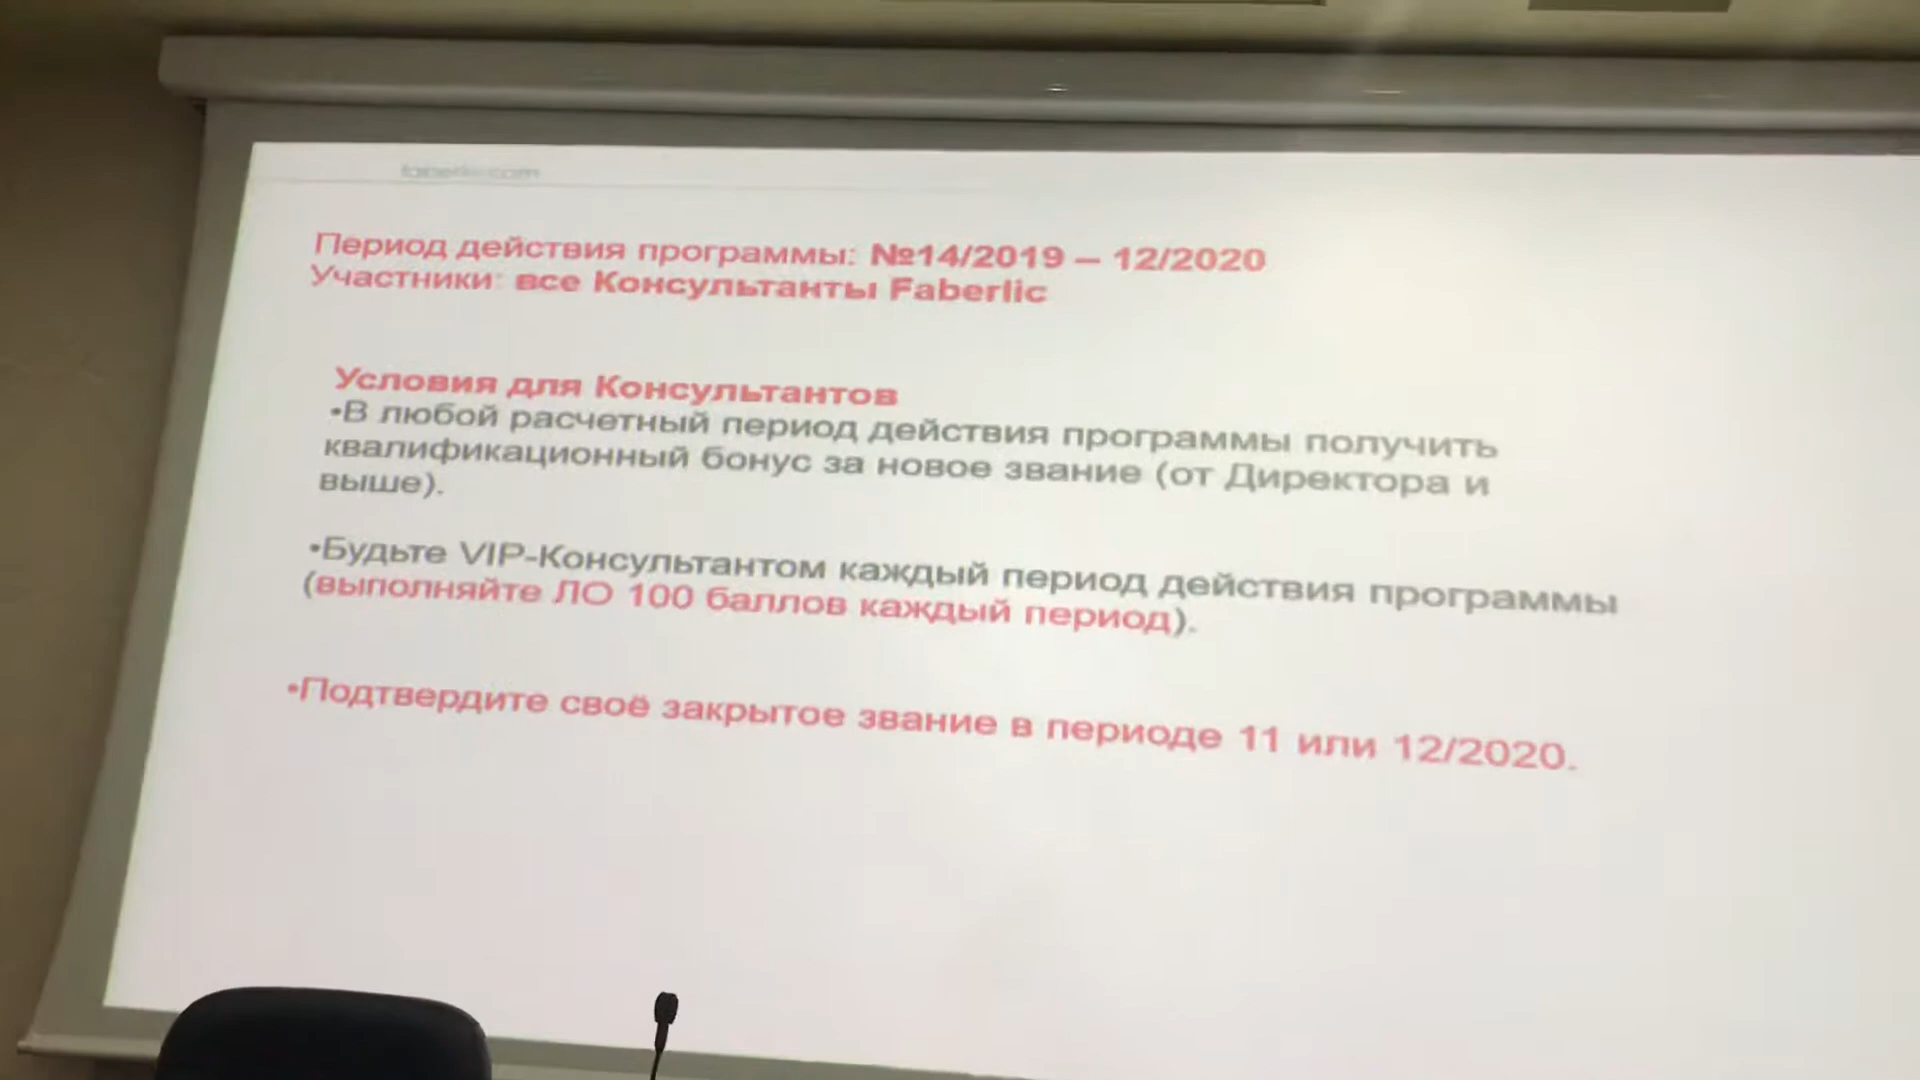 faberlic.com
Период действия программы: №14/2019 – 12/2020
Участники: все Консультанты Faberlic
Условия для Консультантов
•В любой расчетный период действия программы получить
квалификационный бонус за новое звание (от Директора и
выше).
•Будьте VIP-Консультантом каждый период действия программы
(выполняйте ЛО 100 баллов каждый период).
•Подтвердите своё закрытое звание в периоде 11 или 12/2020.